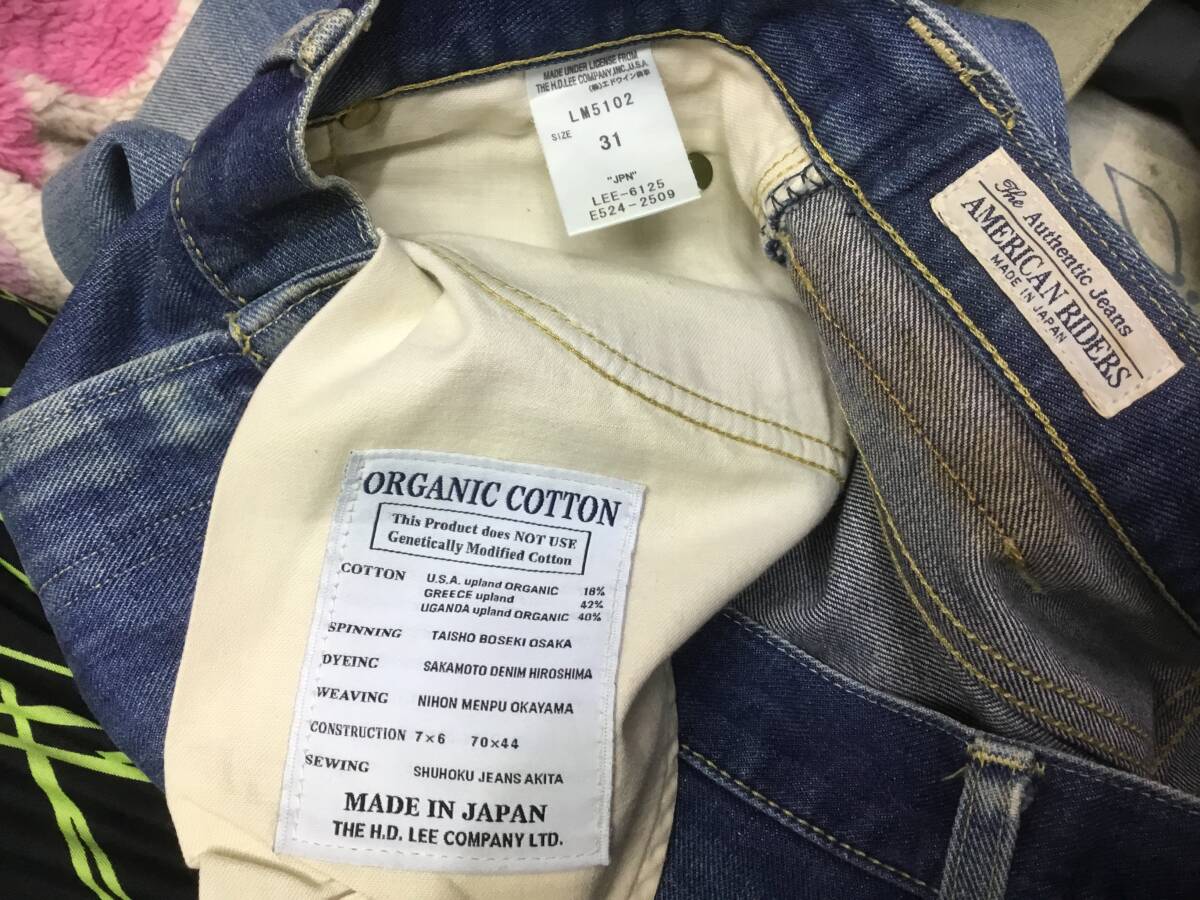 MADE UNDER LICENSE FROM
THE H.D. LEE COMPANY, INC. U.S.A.
(株)エドウイン商事
LM5102
SIZE 31
"JPN"
LEE-6125
E524-2509
The Authentic Jeans
AMERICAN RIDERS
MADE IN JAPAN
ORGANIC COTTON
This Product does NOT USE
Genetically Modified Cotton
COTTON U.S.A. upland ORGANIC 18%
GREECE upland 42%
UGANDA upland ORGANIC 40%
SPINNING TAISHO BOSEKI OSAKA
DYEING SAKAMOTO DENIM HIROSHIMA
WEAVING NIHON MENPU OKAYAMA
CONSTRUCTION 7×6 70×44
SEWING SHUHOKU JEANS AKITA
MADE IN JAPAN
THE H.D. LEE COMPANY LTD.